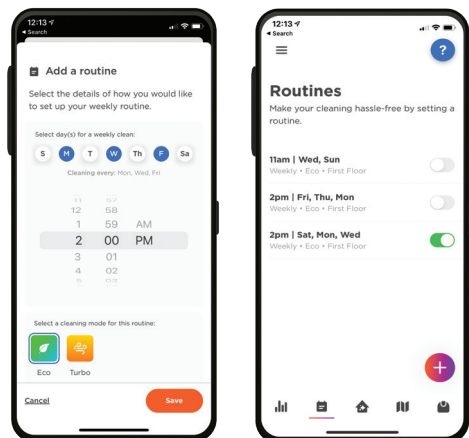 12:13
Search
Add a routine
Select the details of how you would like
to set up your weekly routine.
Select day(s) for a weekly clean:
S M T W Th F Sa
Cleaning every: Mon, Wed, Fri
11 57
12 58
1 59 AM
2 00 PM
3 01
4 02
5 03
Select a cleaning mode for this routine:
Eco Turbo
Cancel Save
12:13
Search
?
Routines
Make your cleaning hassle-free by setting a
routine.
11am | Wed, Sun
Weekly • Eco • First Floor
2pm | Fri, Thu, Mon
Weekly • Eco • First Floor
2pm | Sat, Mon, Wed
Weekly • Eco • First Floor